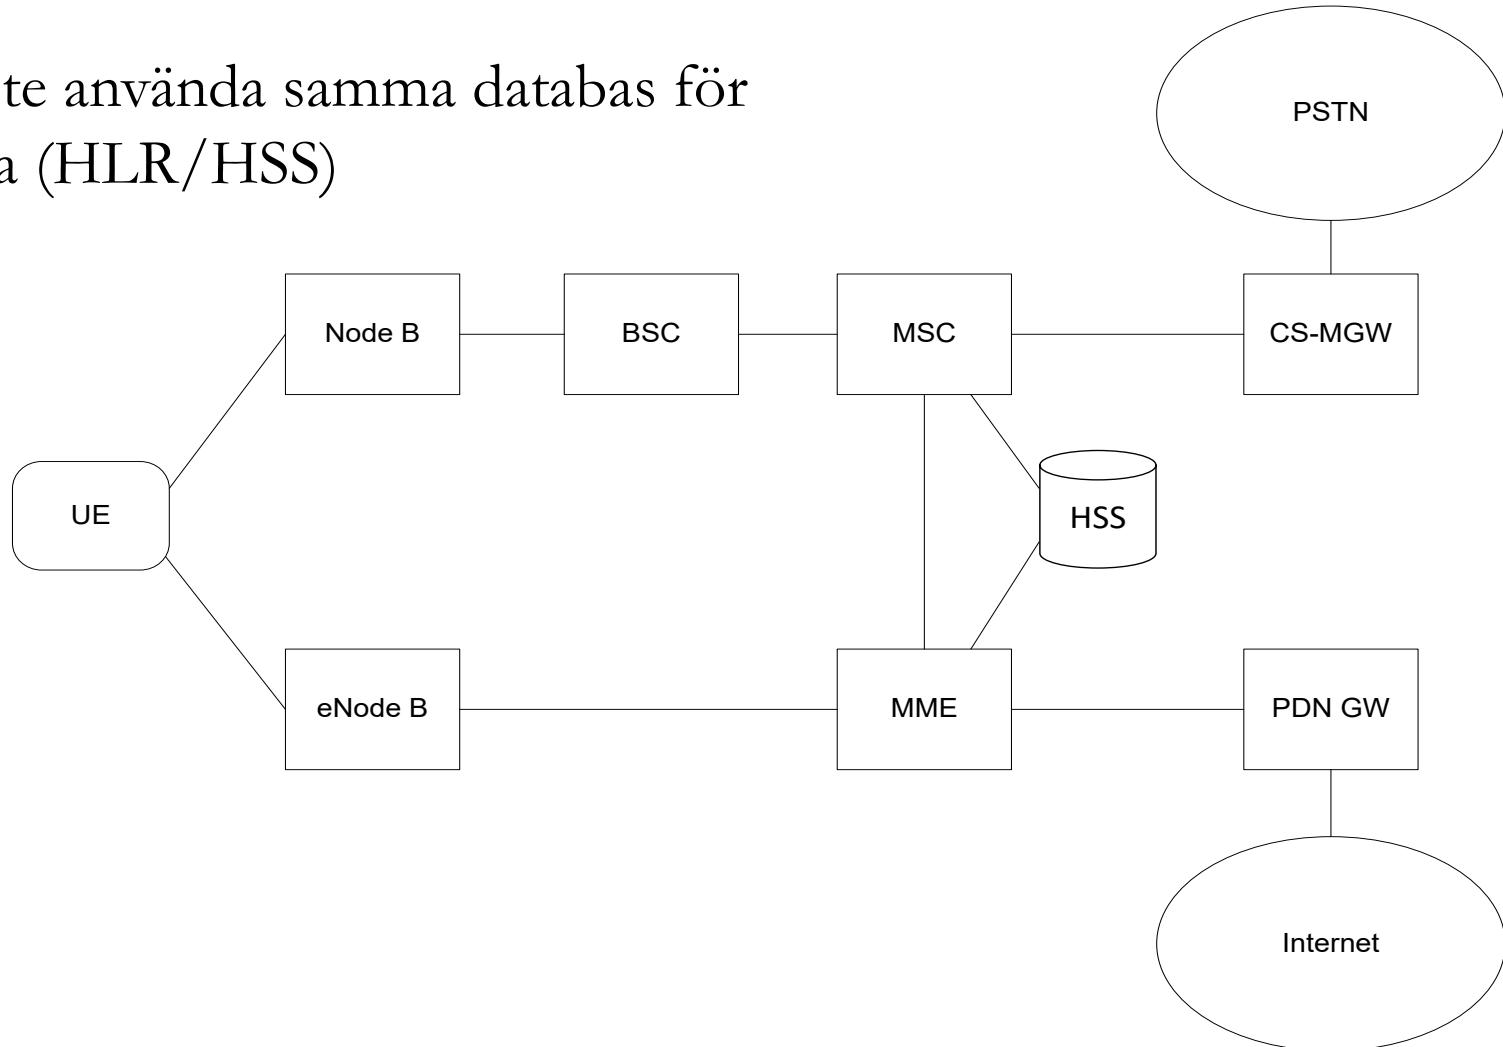 te använda samma databas för
a (HLR/HSS)
PSTN
Node B
BSC
MSC
CS-MGW
UE
HSS
eNode B
MME
PDN GW
Internet